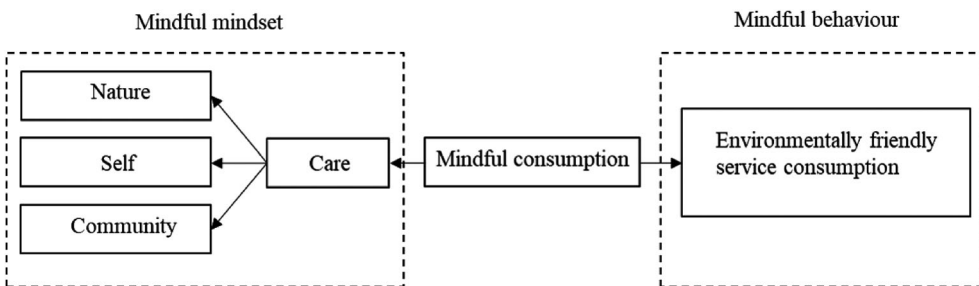 Mindful mindset
Mindful behaviour
Nature
Self
Community
Care
Mindful consumption
Environmentally friendly
service consumption